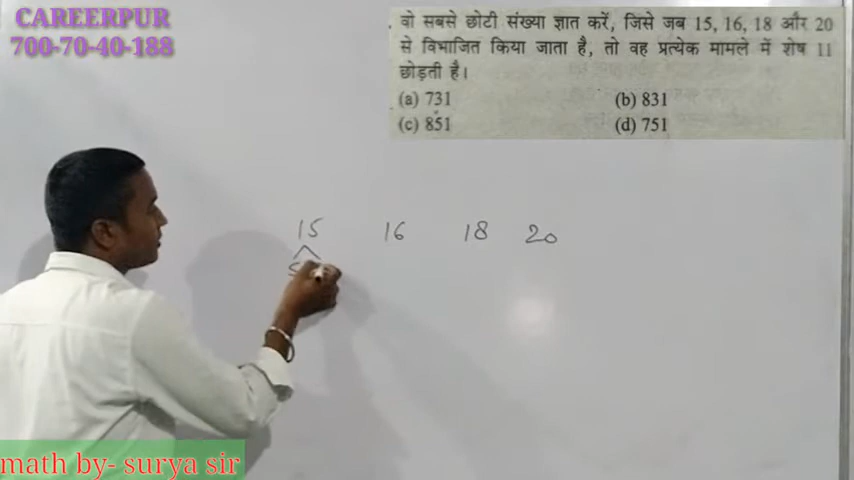 CAREERPUR
700-70-40-188
. वो सबसे छोटी संख्या ज्ञात करें, जिसे जब 15, 16, 18 और 20
से विभाजित किया जाता है, तो वह प्रत्येक मामले में शेष 11
छोड़ती है।
(a) 731 (b) 831
(c) 851 (d) 751
15 16 18 20
5
math by- surya sir